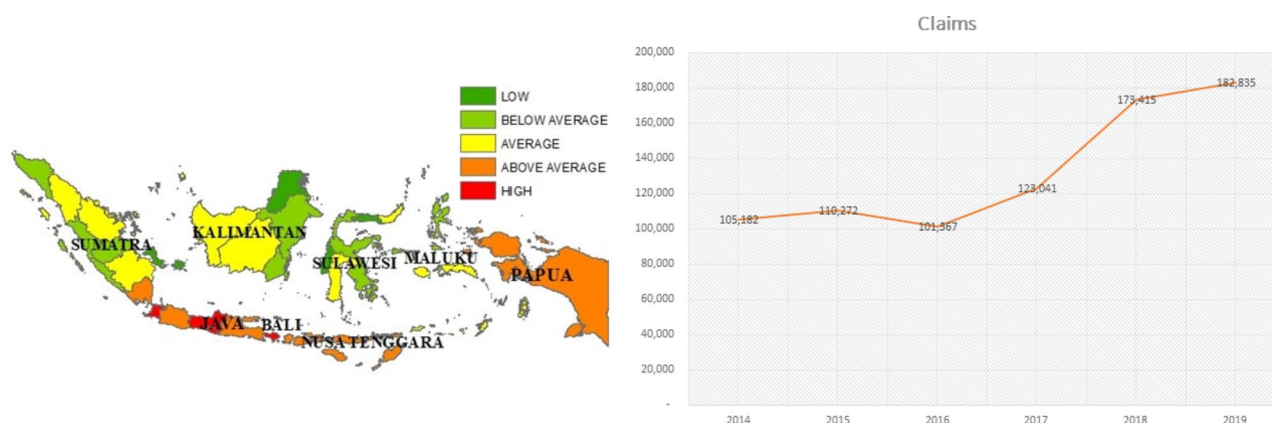 LOW
BELOW AVERAGE
AVERAGE
ABOVE AVERAGE
HIGH
SUMATRA
KALIMANTAN
SULAWESI
MALUKU
PAPUA
JAVA
BALI
NUSA TENGGARA
Claims
200,000
180,000
160,000
140,000
120,000
100,000
80,000
60,000
40,000
20,000
-
105,182
110,272
101,367
123,041
173,415
182,835
2014 2015 2016 2017 2018 2019